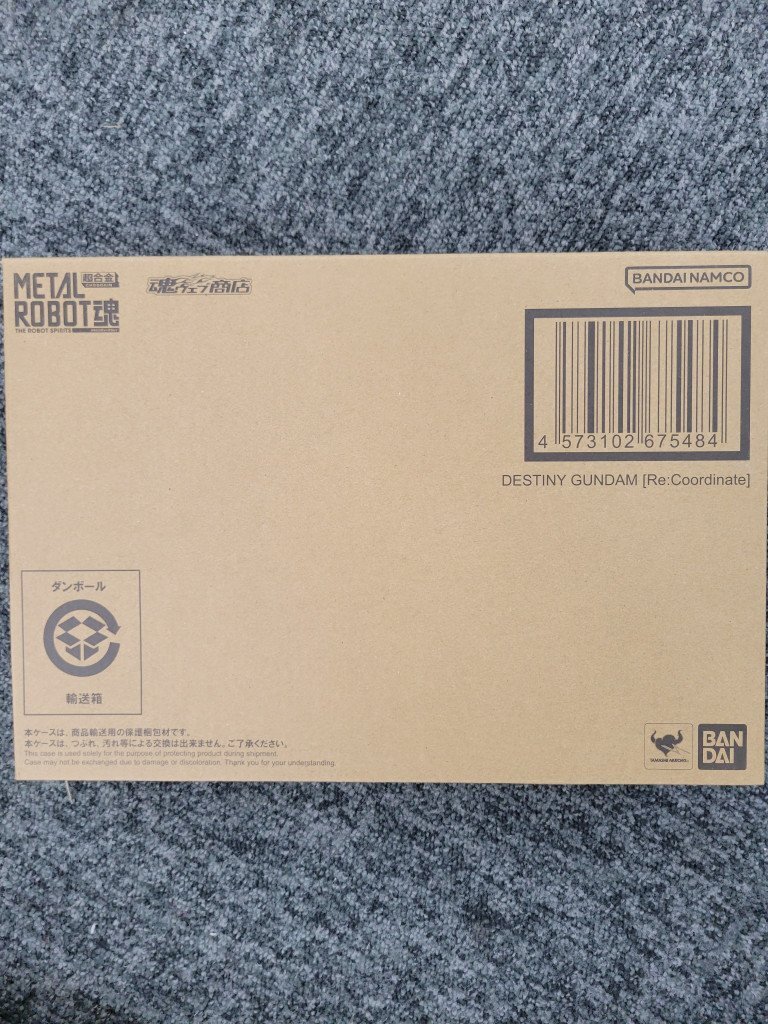 METAL 超合金
ROBOT魂
THE ROBOT SPIRITS
魂ウェブ商店
BANDAI NAMCO
4 573102 675484
DESTINY GUNDAM [Re:Coordinate]
ダンボール
輸送箱
本ケースは、商品輸送用の保護梱包材です。
本ケースは、つぶれ、汚れ等による交換は出来ません。ご了承ください。
This case is used solely for the purpose of protecting product during shipment.
Case may not be exchanged due to damage or discoloration. Thank you for your understanding.
TAMASHII NATIONS
BAN
DAI